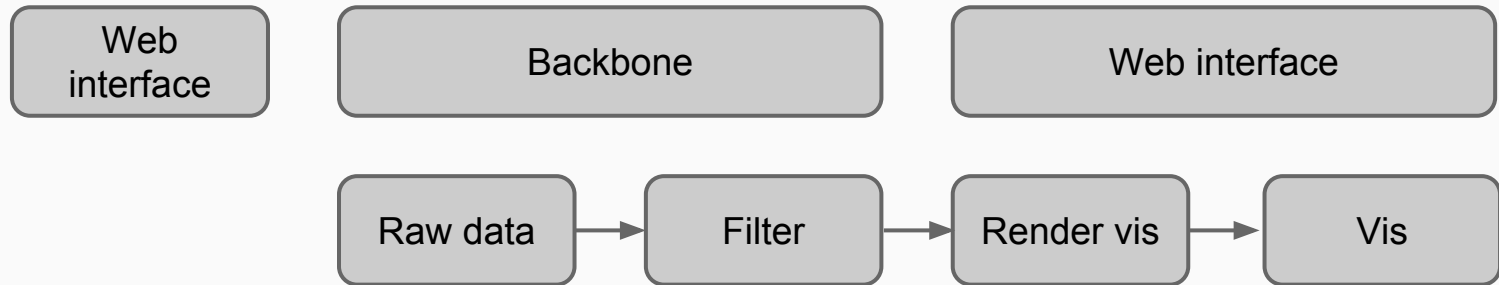 Web
interface
Backbone
Web interface
Raw data
Filter
Render vis
Vis